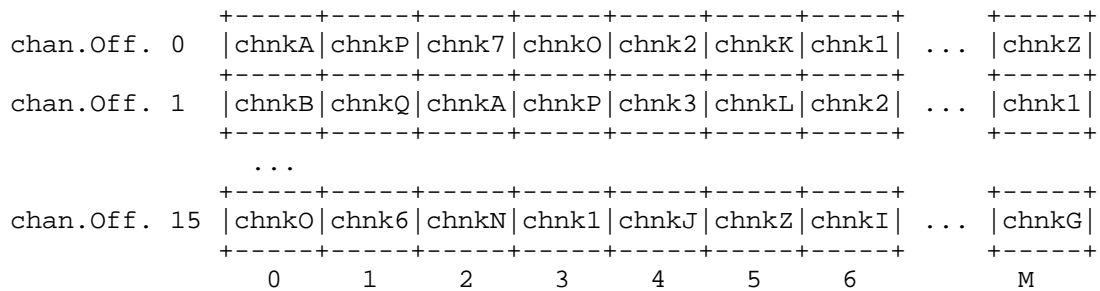 +-----+-----+-----+-----+-----+-----+-----+     +-----+
chan.Off. 0  |chnkA|chnkP|chnk7|chnkO|chnk2|chnkK|chnk1| ... |chnkZ|
             +-----+-----+-----+-----+-----+-----+-----+     +-----+
chan.Off. 1  |chnkB|chnkQ|chnkA|chnkP|chnk3|chnkL|chnk2| ... |chnk1|
             +-----+-----+-----+-----+-----+-----+-----+     +-----+
               ...
             +-----+-----+-----+-----+-----+-----+-----+     +-----+
chan.Off. 15 |chnkO|chnk6|chnkN|chnk1|chnkJ|chnkZ|chnkI| ... |chnkG|
             +-----+-----+-----+-----+-----+-----+-----+     +-----+
                0     1     2     3     4     5     6           M